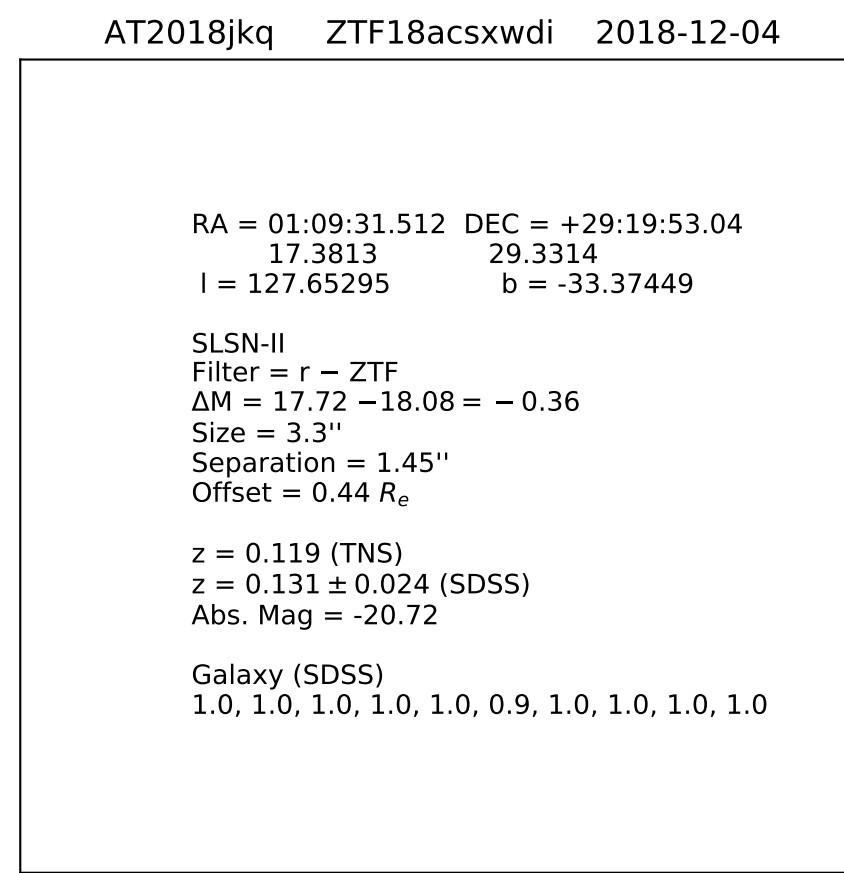 AT2018jkq ZTF18acsxwdi 2018-12-04
RA = 01:09:31.512 DEC = +29:19:53.04
17.3813 29.3314
l = 127.65295 b = -33.37449
SLSN-II
Filter = r − ZTF
ΔM = 17.72 −18.08 = − 0.36
Size = 3.3''
Separation = 1.45''
Offset = 0.44 Rₑ
z = 0.119 (TNS)
z = 0.131 ± 0.024 (SDSS)
Abs. Mag = -20.72
Galaxy (SDSS)
1.0, 1.0, 1.0, 1.0, 1.0, 0.9, 1.0, 1.0, 1.0, 1.0